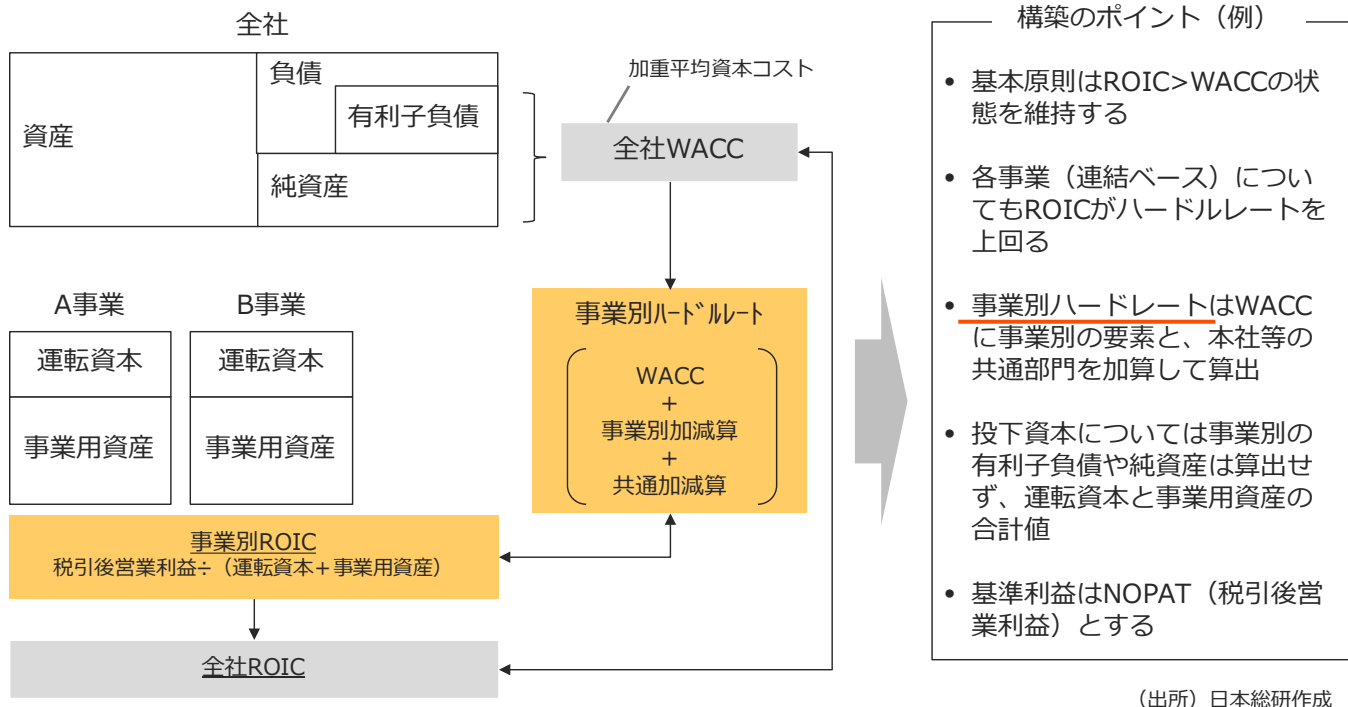 全社
資産
負債
有利子負債
純資産
加重平均資本コスト
全社WACC
A事業
B事業
運転資本
運転資本
事業用資産
事業用資産
事業別ﾊｰﾄﾞﾙﾚｰﾄ
WACC
+
事業別加減算
+
共通加減算
事業別ROIC
税引後営業利益÷（運転資本＋事業用資産）
全社ROIC
構築のポイント（例）
• 基本原則はROIC>WACCの状
態を維持する
• 各事業（連結ベース）につい
てもROICがハードルレートを
上回る
• 事業別ハードレートはWACC
に事業別の要素と、本社等の
共通部門を加算して算出
• 投下資本については事業別の
有利子負債や純資産は算出せ
ず、運転資本と事業用資産の
合計値
• 基準利益はNOPAT（税引後営
業利益）とする
（出所）日本総研作成